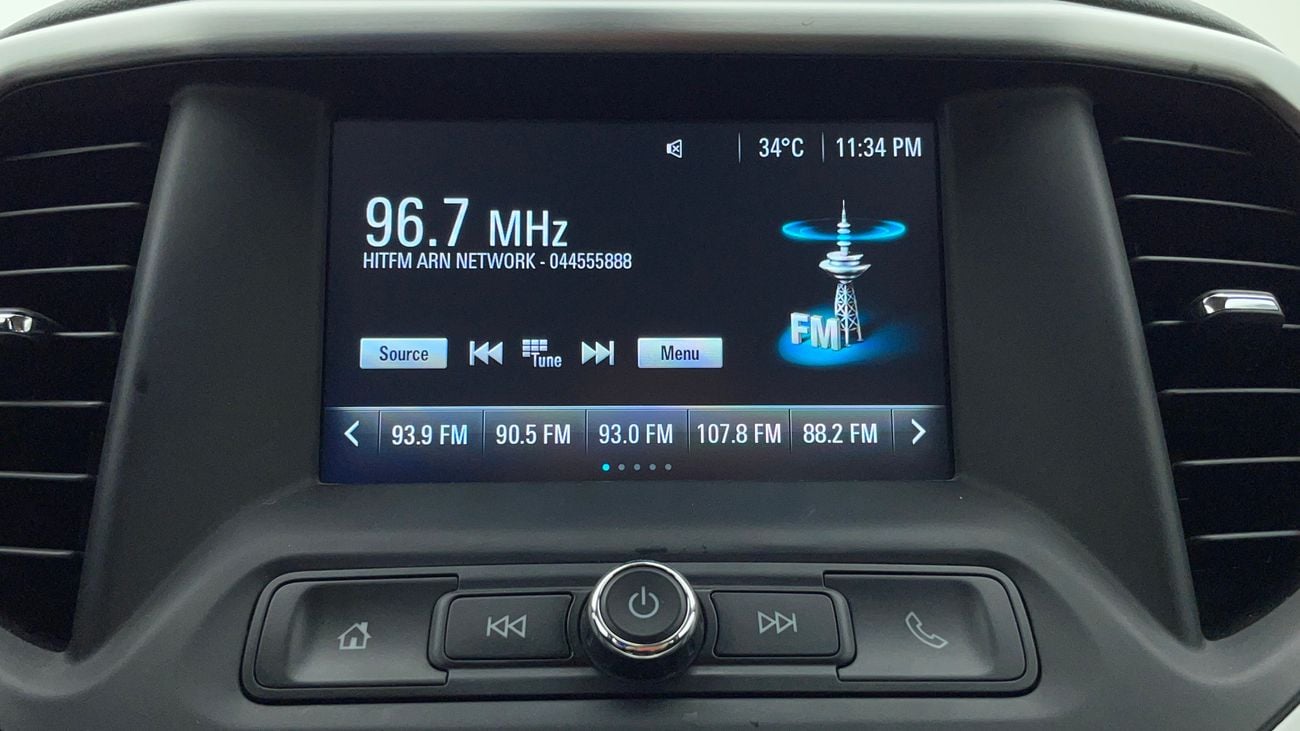 34°C 11:34 PM
96.7 MHz
HITFM ARN NETWORK - 044555888
FM
Source Tune Menu
93.9 FM 90.5 FM 93.0 FM 107.8 FM 88.2 FM